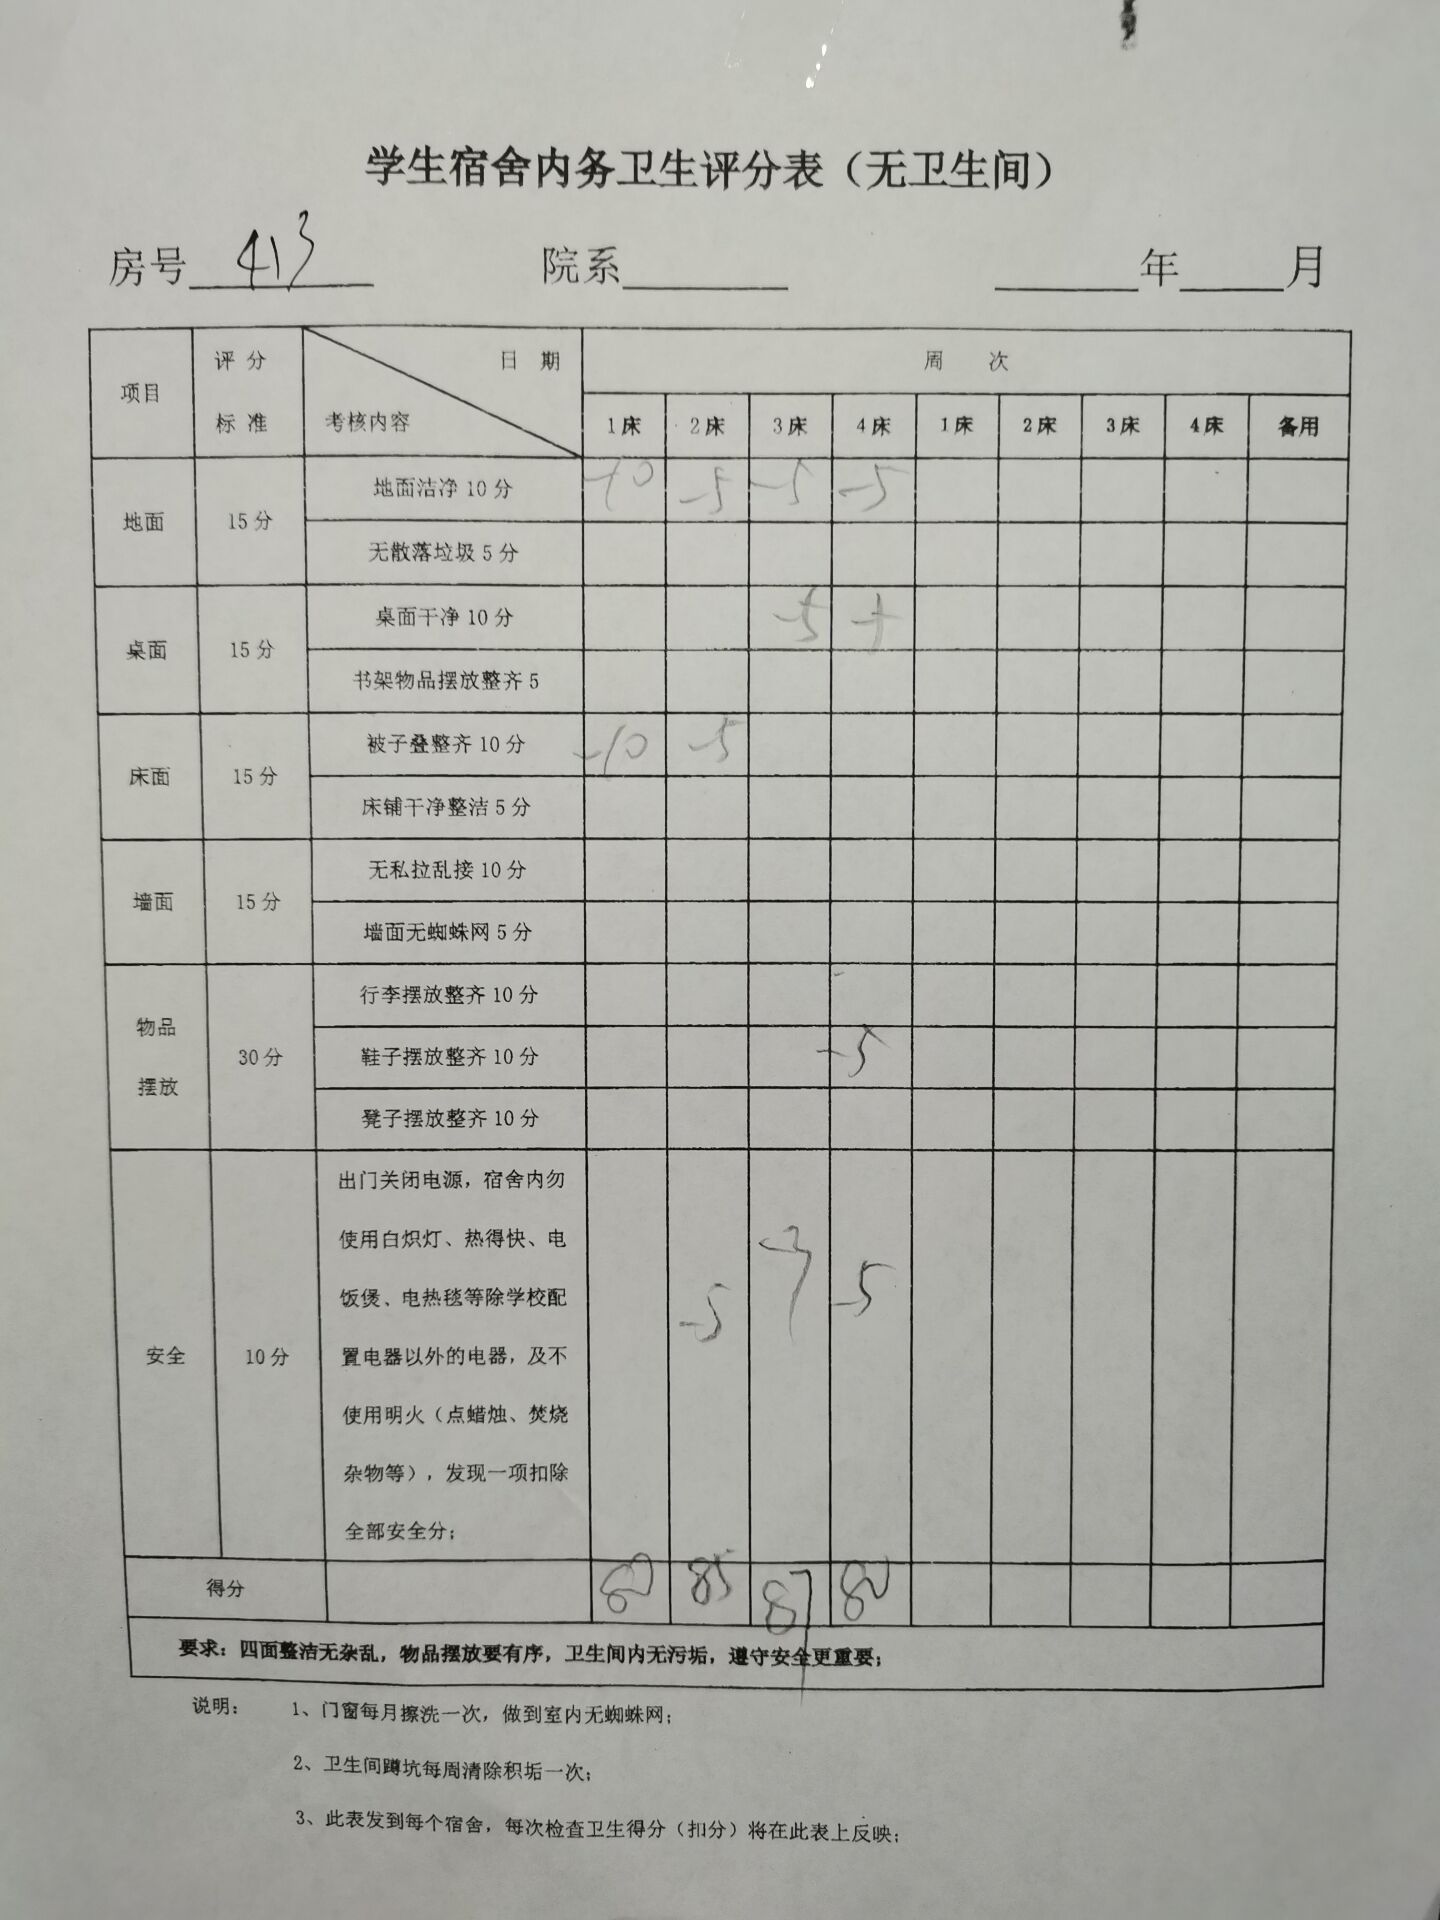 学生宿舍内务卫生评分表（无卫生间）
房号 413 院系 年 月
项目 评分标准 日期 考核内容 周次
1床 2床 3床 4床 1床 2床 3床 4床 备用
地面 15分 地面洁净10分 -10 -5 -5 -5
无散落垃圾5分
桌面 15分 桌面干净10分 -5
书架物品摆放整齐5
床面 15分 被子叠整齐10分 -10 -5
床铺干净整洁5分
墙面 15分 无私拉乱接10分
墙面无蜘蛛网5分
物品摆放 30分 行李摆放整齐10分
鞋子摆放整齐10分 -5
凳子摆放整齐10分
安全 10分 出门关闭电源，宿舍内勿
使用白炽灯、热得快、电
饭煲、电热毯等除学校配 -5 -3 -5
置电器以外的电器，及不
使用明火（点蜡烛、焚烧
杂物等），发现一项扣除
全部安全分；
得分 80 85 87 80
要求：四面整洁无杂乱，物品摆放要有序，卫生间内无污垢，遵守安全更重要；
说明： 1、门窗每月擦洗一次，做到室内无蜘蛛网；
2、卫生间蹲坑每周清除积垢一次；
3、此表发到每个宿舍，每次检查卫生得分（扣分）将在此表上反映；